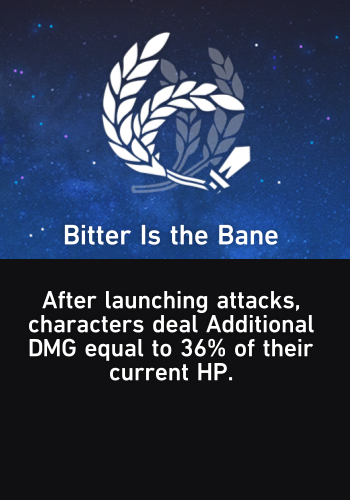 Bitter Is the Bane
After launching attacks,
characters deal Additional
DMG equal to 36% of their
current HP.